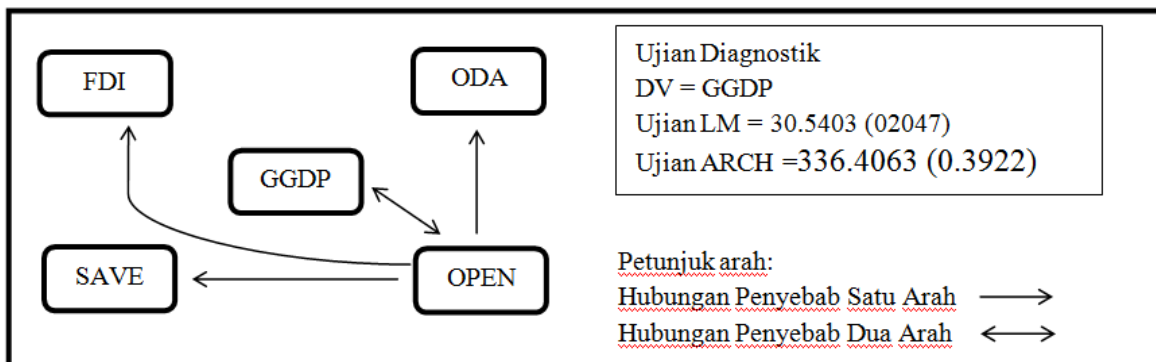 FDI
ODA
GGDP
SAVE
OPEN
Ujian Diagnostik
DV = GGDP
Ujian LM = 30.5403 (02047)
Ujian ARCH =336.4063 (0.3922)
Petunjuk arah:
Hubungan Penyebab Satu Arah
Hubungan Penyebab Dua Arah